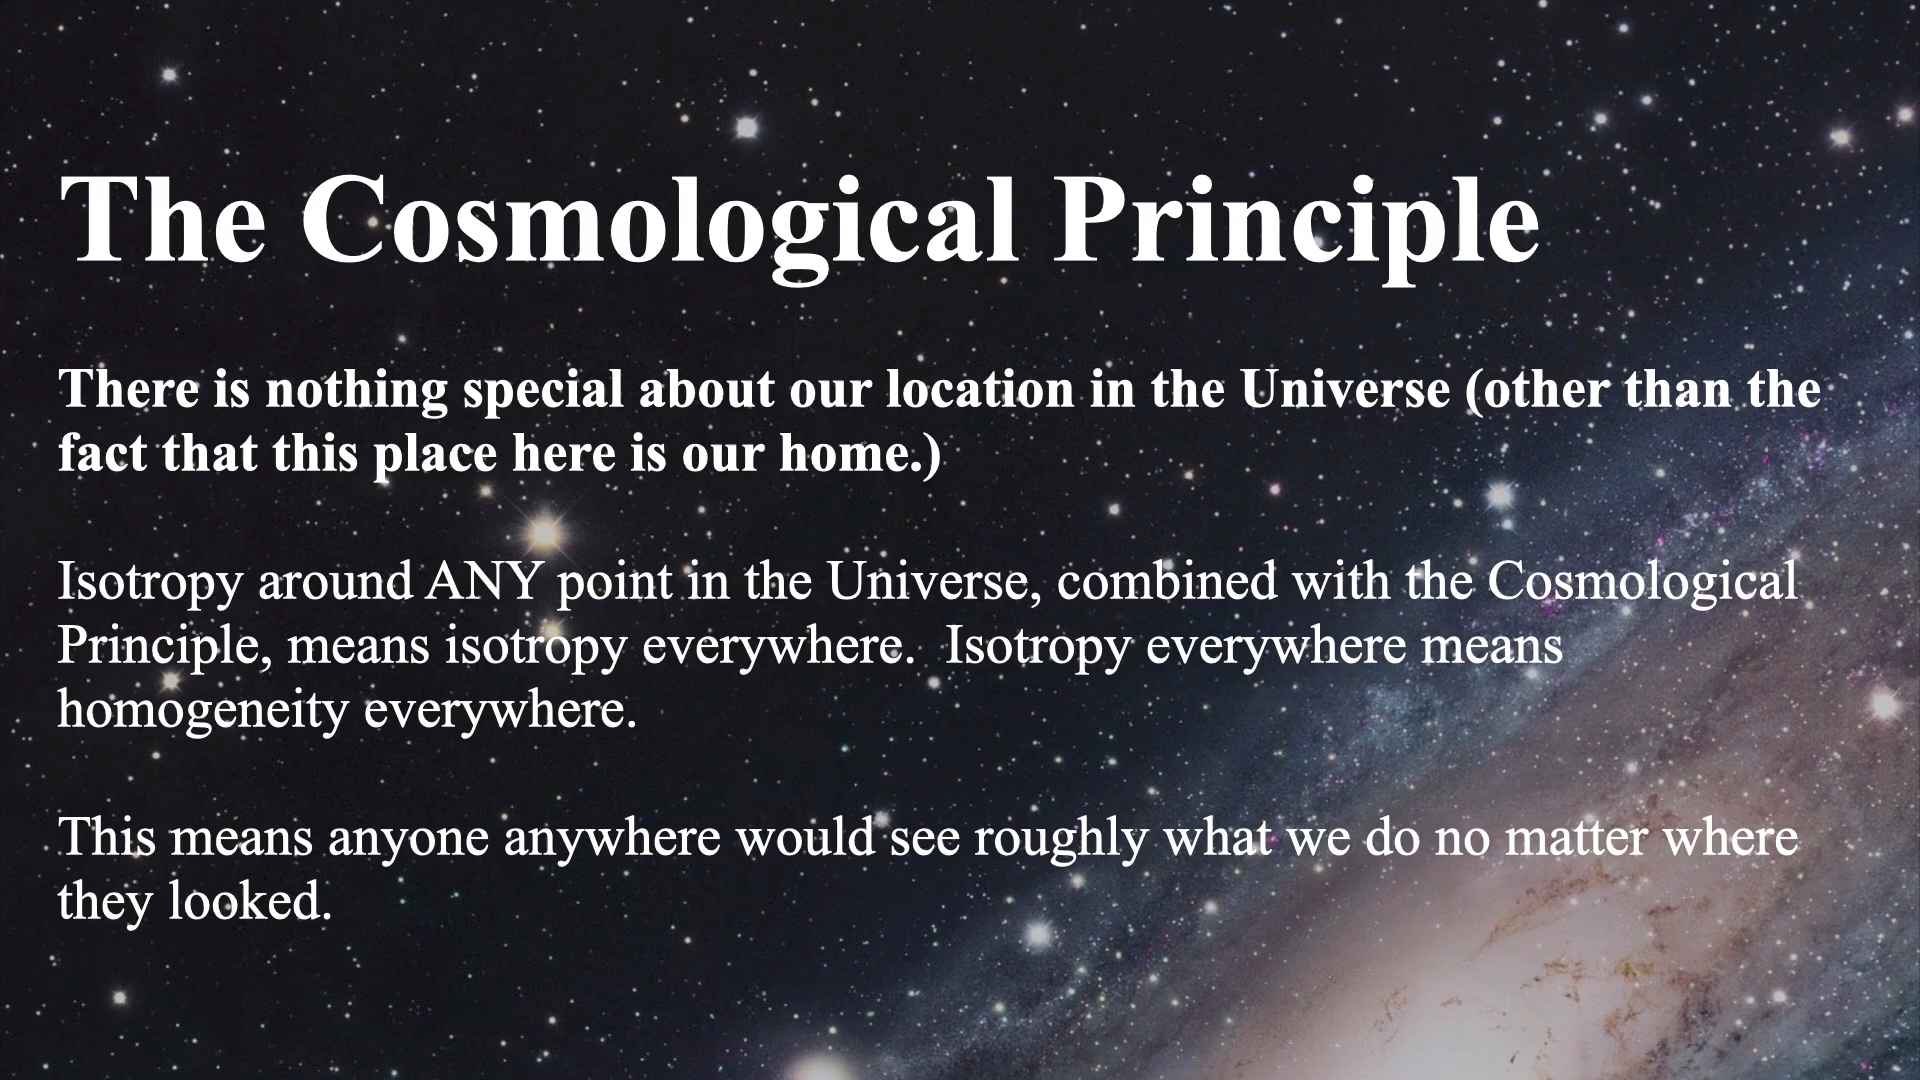 The Cosmological Principle
There is nothing special about our location in the Universe (other than the
fact that this place here is our home.)
Isotropy around ANY point in the Universe, combined with the Cosmological
Principle, means isotropy everywhere.  Isotropy everywhere means
homogeneity everywhere.
This means anyone anywhere would see roughly what we do no matter where
they looked.